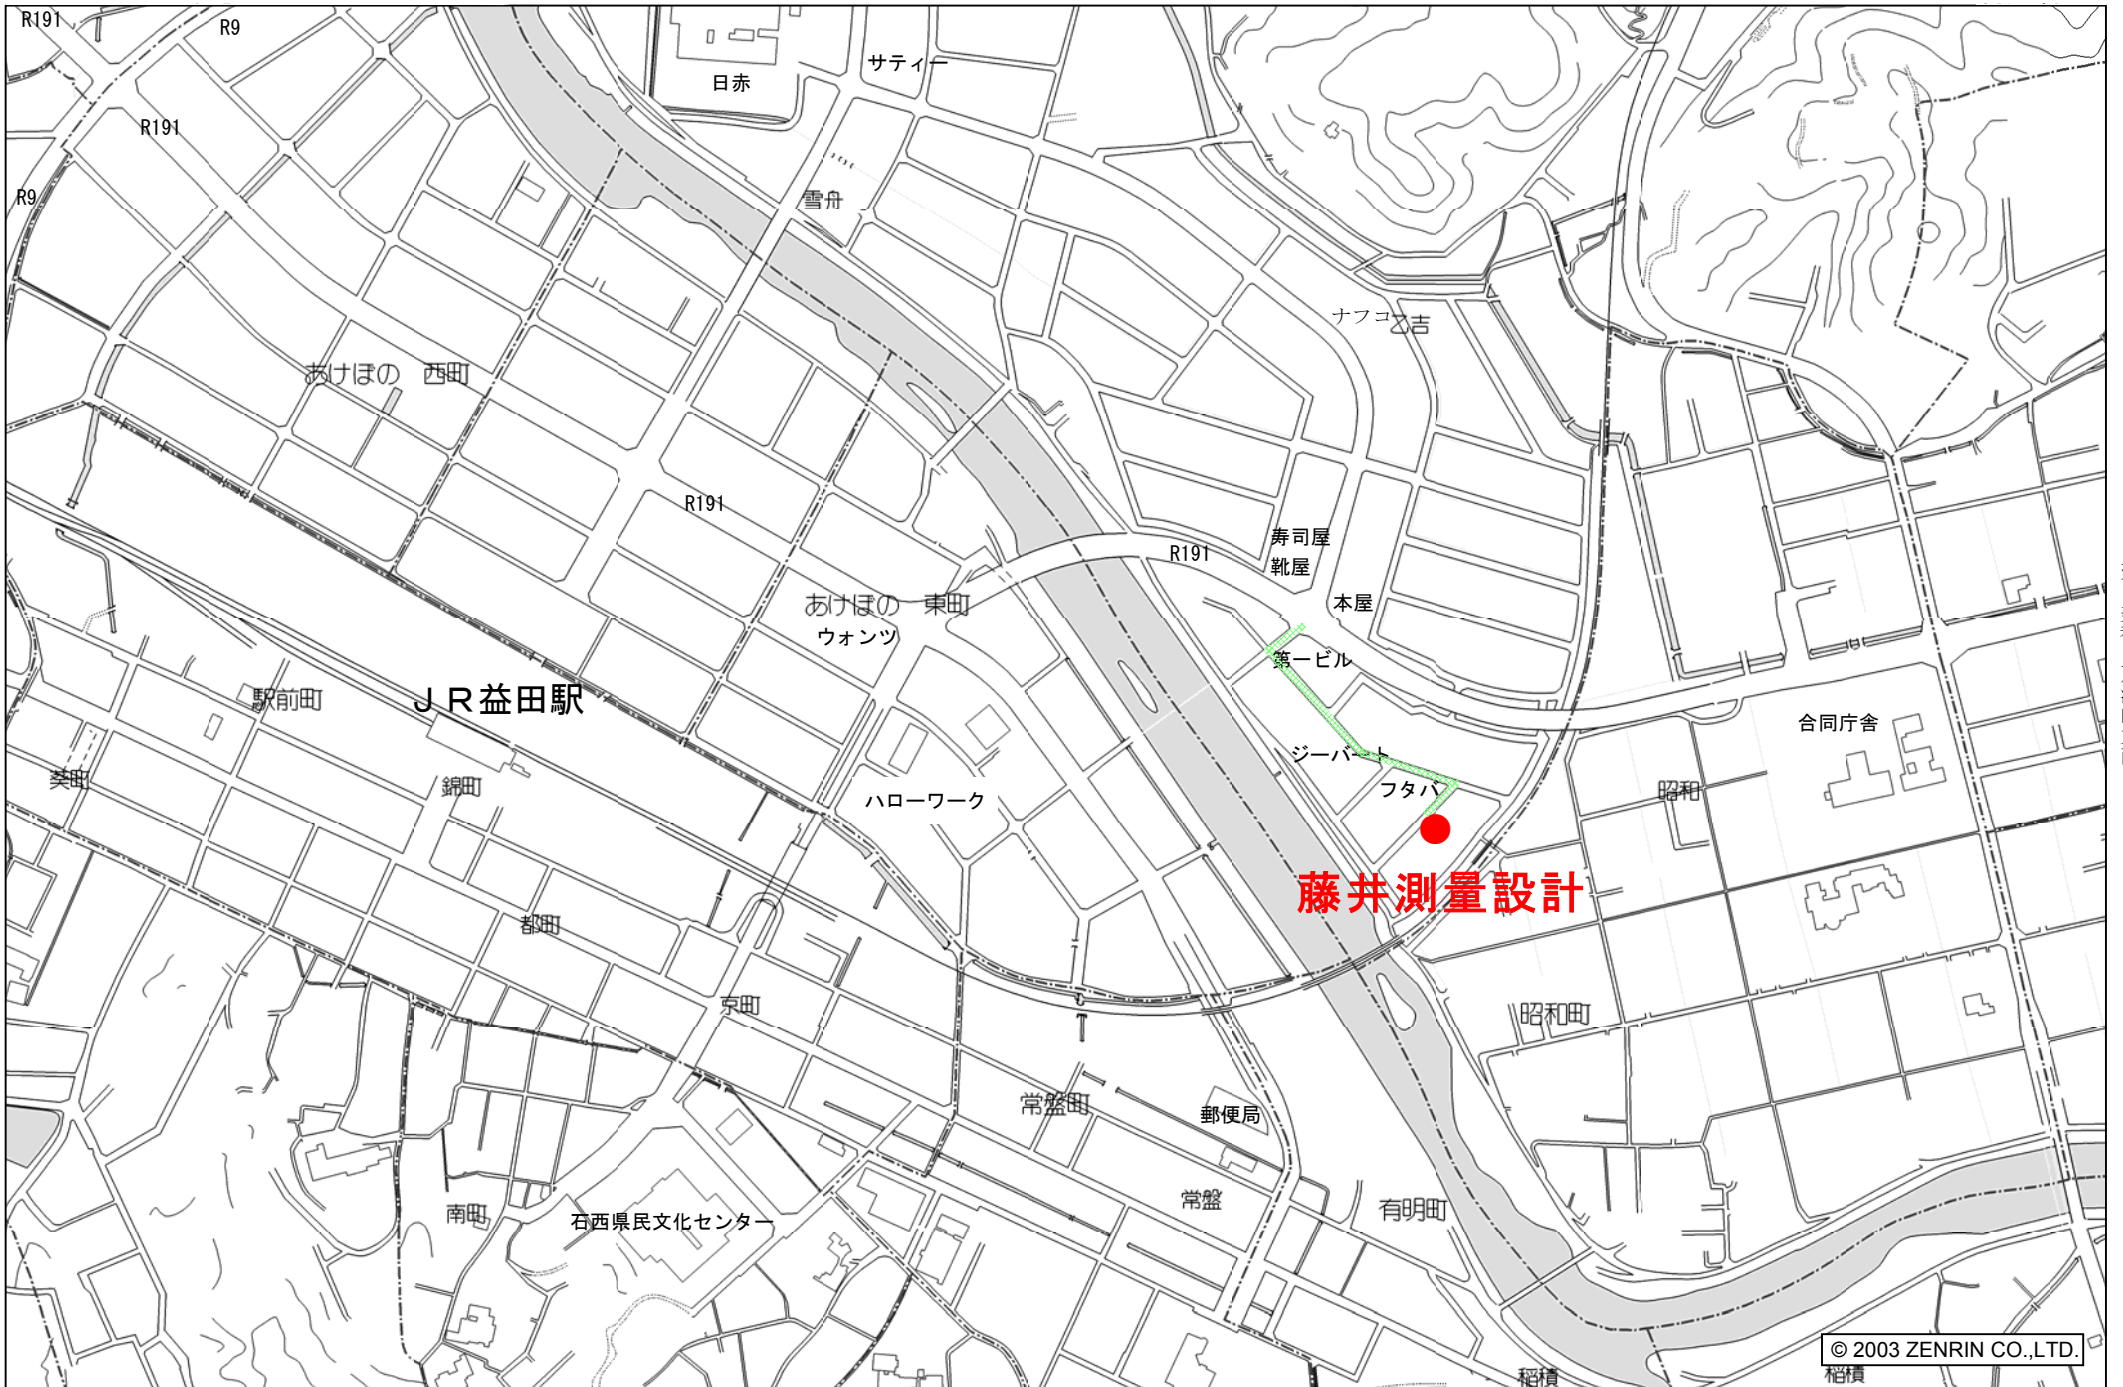 R191
R9
サティー
日赤
R191
R9
雪舟
ナフコ
乙吉
あけぼの 西町
R191
寿司屋
靴屋
R191
本屋
あけぼの 東町
ウォンツ
第一ビル
JR益田駅
駅前町
合同庁舎
ジーバート
葵町
錦町
フタバ
昭和
ハローワーク
藤井測量設計
都町
京町
昭和町
常盤町
郵便局
常盤
有明町
南町
石西県民文化センター
© 2003 ZENRIN CO.,LTD.
稲積
稲積